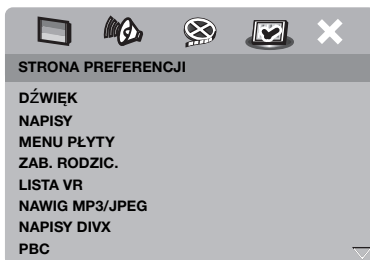 STRONA PREFERENCJI
DŹWIĘK
NAPISY
MENU PŁYTY
ZAB. RODZIC.
LISTA VR
NAWIG MP3/JPEG
NAPISY DIVX
PBC